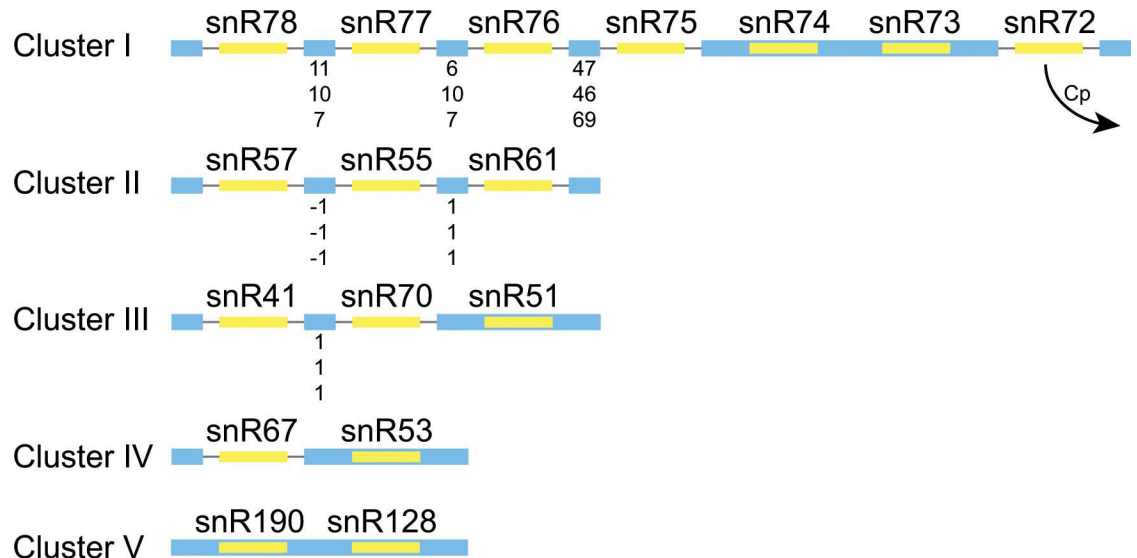 snR78 snR77 snR76 snR75 snR74 snR73 snR72
Cluster I
11 6 47
10 10 46
7 7 69
Cp
snR57 snR55 snR61
Cluster II
-1 1
-1 1
-1 1
snR41 snR70 snR51
Cluster III
1
1
1
snR67 snR53
Cluster IV
snR190 snR128
Cluster V